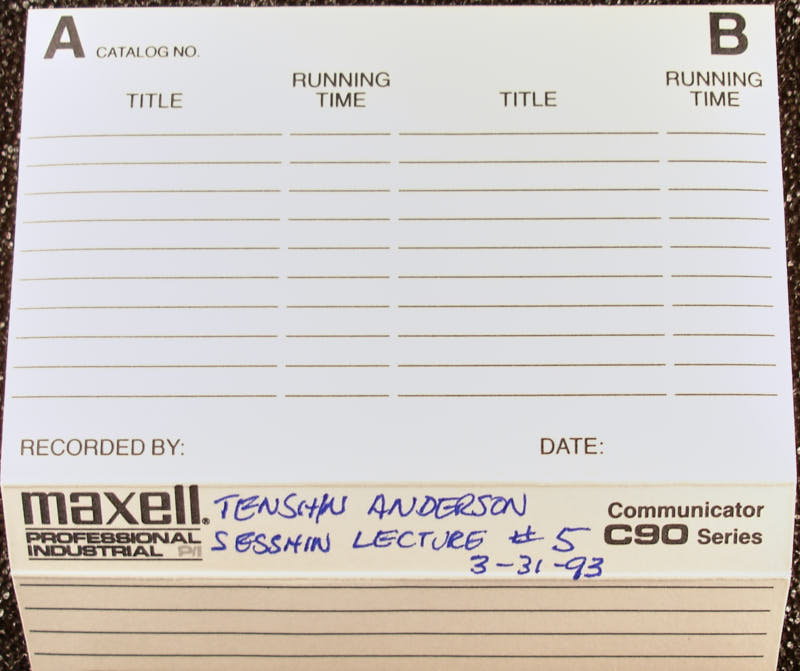 A CATALOG NO. B
TITLE RUNNING TIME TITLE RUNNING TIME
RECORDED BY: DATE:
maxell. TENSHIN ANDERSON Communicator
PROFESSIONAL INDUSTRIAL P/I SESSHIN LECTURE # 5 C90 Series
3-31-93